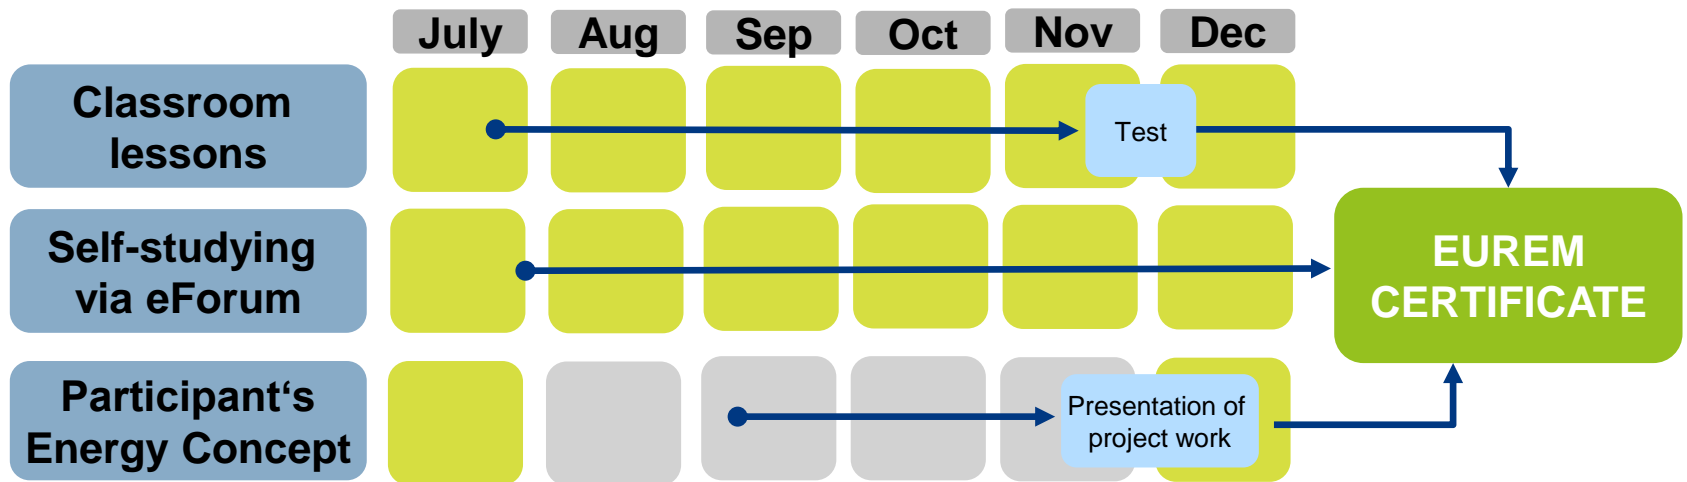 July Aug Sep Oct Nov Dec
Classroom
lessons
Test
Self-studying
via eForum
EUREM
CERTIFICATE
Participant‘s
Energy Concept
Presentation of
project work